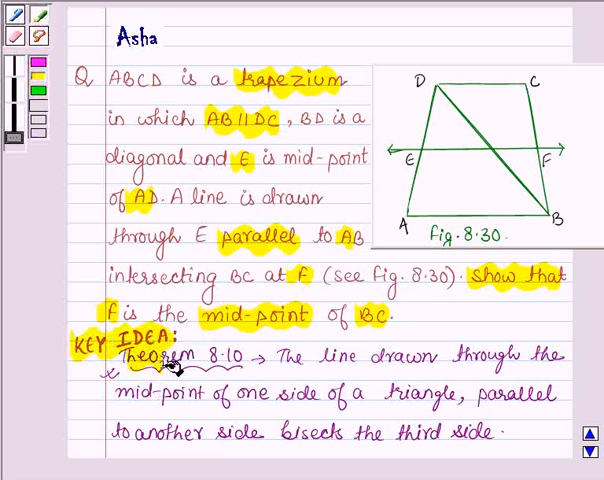 Asha
Q ABCD is a trapezium
in which AB||DC, BD is a
diagonal and E is mid-point
of AD. A line is drawn
through E parallel to AB
intersecting BC at F (see fig. 8.30). show that
F is the mid-point of BC.
D C
E F
A B
fig. 8.30.
KEY IDEA:
Theorem 8.10 → The line drawn through the
mid-point of one side of a triangle, parallel
to another side bisects the third side.